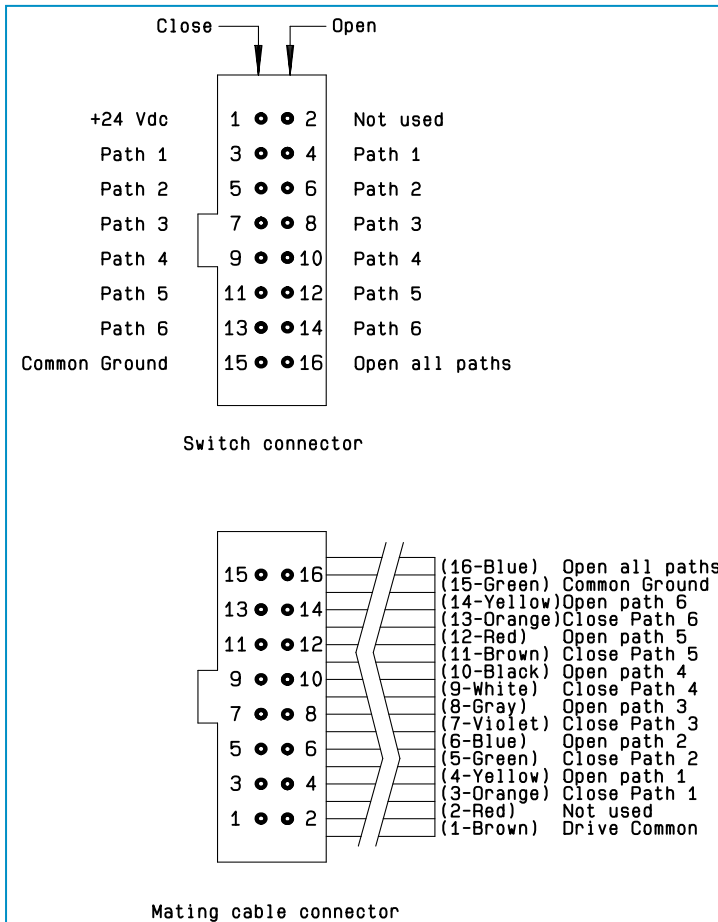 Close Open
+24 Vdc 1 2 Not used
Path 1 3 4 Path 1
Path 2 5 6 Path 2
Path 3 7 8 Path 3
Path 4 9 10 Path 4
Path 5 11 12 Path 5
Path 6 13 14 Path 6
Common Ground 15 16 Open all paths
Switch connector
15 16
13 14
11 12
9 10
7 8
5 6
3 4
1 2
(16-Blue) Open all paths
(15-Green) Common Ground
(14-Yellow) Open path 6
(13-Orange) Close Path 6
(12-Red) Open path 5
(11-Brown) Close Path 5
(10-Black) Open path 4
(9-White) Close Path 4
(8-Gray) Open path 3
(7-Violet) Close Path 3
(6-Blue) Open path 2
(5-Green) Close Path 2
(4-Yellow) Open path 1
(3-Orange) Close Path 1
(2-Red) Not used
(1-Brown) Drive Common
Mating cable connector